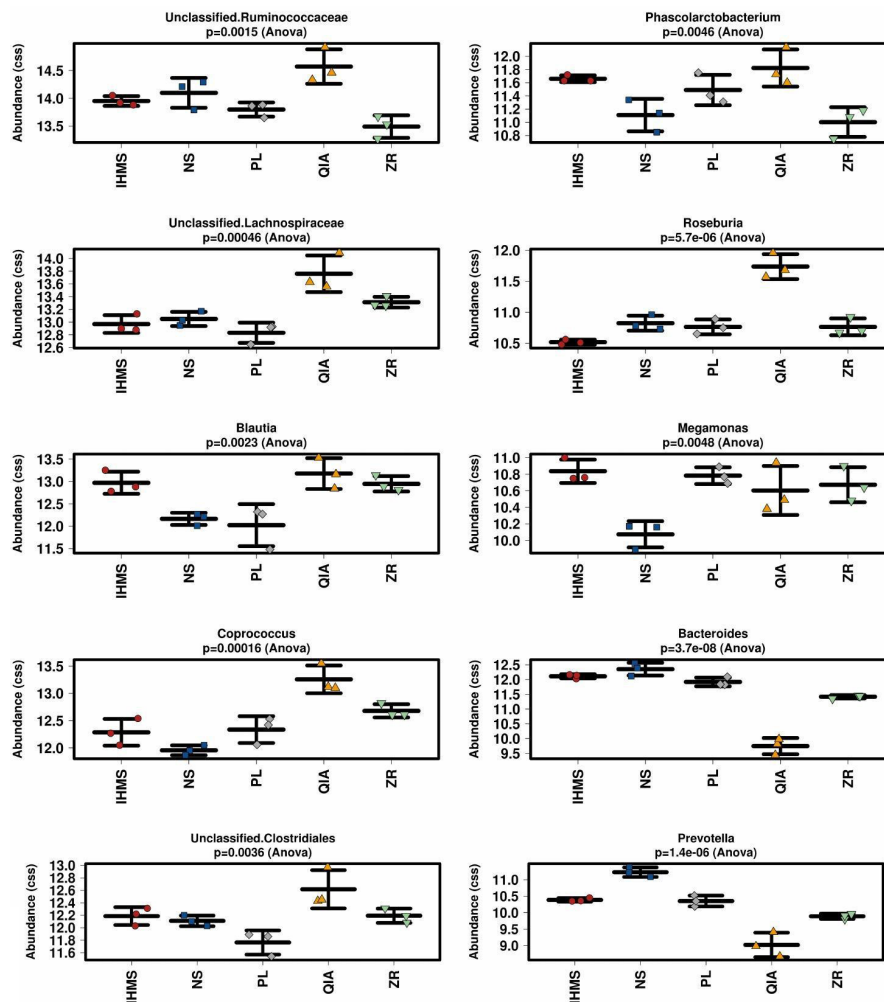 Unclassified.Ruminococcaceae
p=0.0015 (Anova)
Abundance (css)
14.5
14.0
13.5
IHMS
NS
PL
QIA
ZR
Phascolarctobacterium
p=0.0046 (Anova)
Abundance (css)
12.0
11.8
11.6
11.4
11.2
11.0
10.8
IHMS
NS
PL
QIA
ZR
Unclassified.Lachnospiraceae
p=0.00046 (Anova)
Abundance (css)
14.0
13.8
13.6
13.4
13.2
13.0
12.8
12.6
IHMS
NS
PL
QIA
ZR
Roseburia
p=5.7e-06 (Anova)
Abundance (css)
12.0
11.5
11.0
10.5
IHMS
NS
PL
QIA
ZR
Blautia
p=0.0023 (Anova)
Abundance (css)
13.5
13.0
12.5
12.0
11.5
IHMS
NS
PL
QIA
ZR
Megamonas
p=0.0048 (Anova)
Abundance (css)
11.0
10.8
10.6
10.4
10.2
10.0
IHMS
NS
PL
QIA
ZR
Coprococcus
p=0.00016 (Anova)
Abundance (css)
13.5
13.0
12.5
12.0
IHMS
NS
PL
QIA
ZR
Bacteroides
p=3.7e-08 (Anova)
Abundance (css)
12.5
12.0
11.5
11.0
10.5
10.0
9.5
IHMS
NS
PL
QIA
ZR
Unclassified.Clostridiales
p=0.0036 (Anova)
Abundance (css)
13.0
12.8
12.6
12.4
12.2
12.0
11.8
11.6
IHMS
NS
PL
QIA
ZR
Prevotella
p=1.4e-06 (Anova)
Abundance (css)
11.0
10.5
10.0
9.5
9.0
IHMS
NS
PL
QIA
ZR